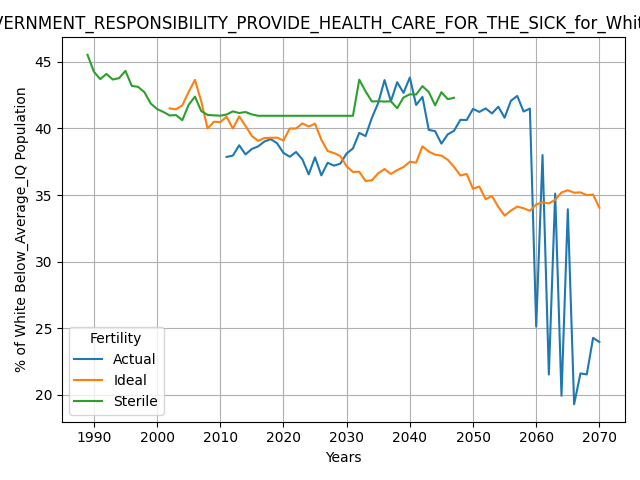 VERNMENT_RESPONSIBILITY_PROVIDE_HEALTH_CARE_FOR_THE_SICK_for_Whit
% of White Below_Average_IQ Population
45
40
35
30
25
20
Fertility
Actual
Ideal
Sterile
1990 2000 2010 2020 2030 2040 2050 2060 2070
Years